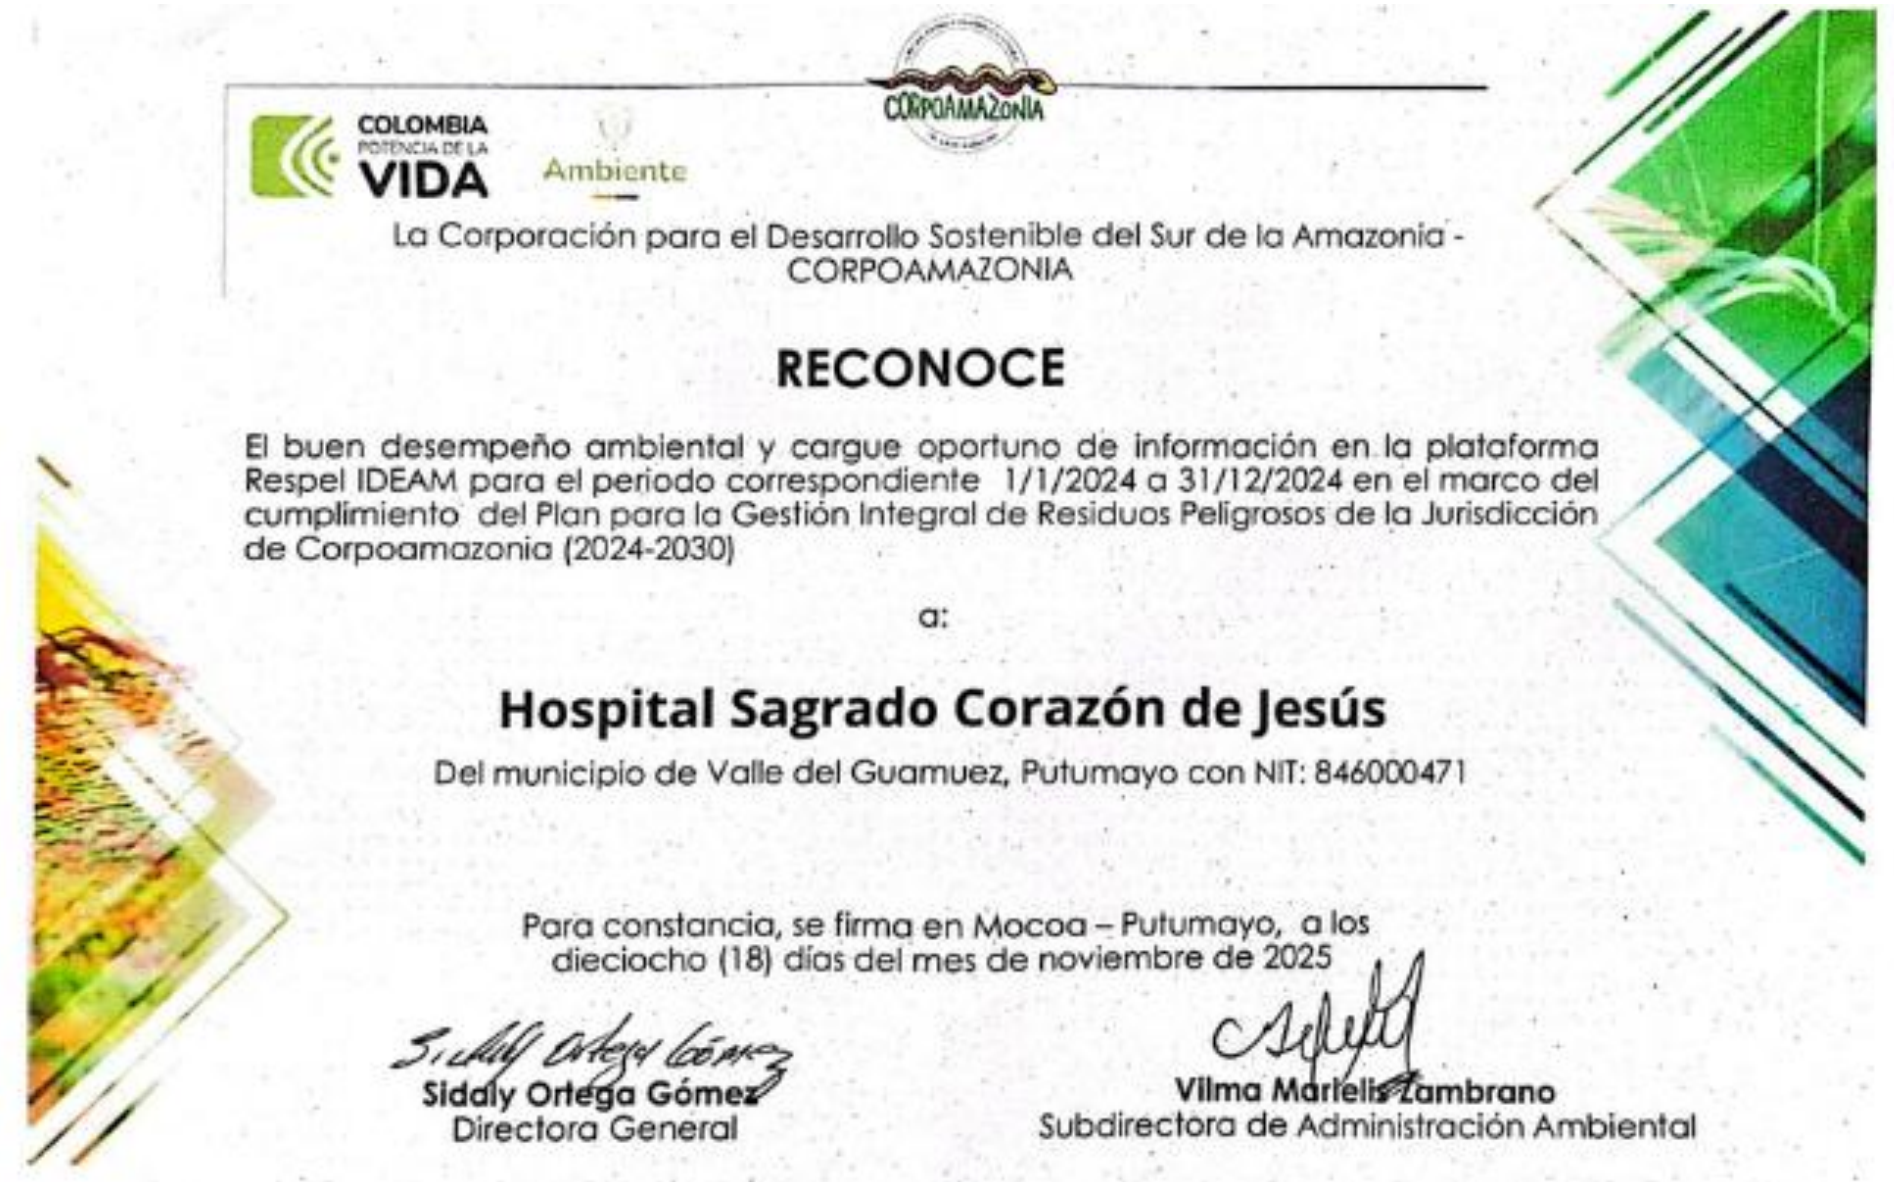 CORPOAMAZONIA
COLOMBIA
POTENCIA DE LA
VIDA
Ambiente
La Corporación para el Desarrollo Sostenible del Sur de la Amazonia -
CORPOAMAZONIA
RECONOCE
El buen desempeño ambiental y cargue oportuno de información en la plataforma
Respel IDEAM para el periodo correspondiente 1/1/2024 a 31/12/2024 en el marco del
cumplimiento del Plan para la Gestión Integral de Residuos Peligrosos de la Jurisdicción
de Corpoamazonia (2024-2030)
a:
Hospital Sagrado Corazón de Jesús
Del municipio de Valle del Guamuez, Putumayo con NIT: 846000471
Para constancia, se firma en Mocoa – Putumayo, a los
dieciocho (18) días del mes de noviembre de 2025
Sidaly Ortega Gómez
Sidaly Ortega Gómez
Directora General
Vilma Marielis Zambrano
Subdirectora de Administración Ambiental